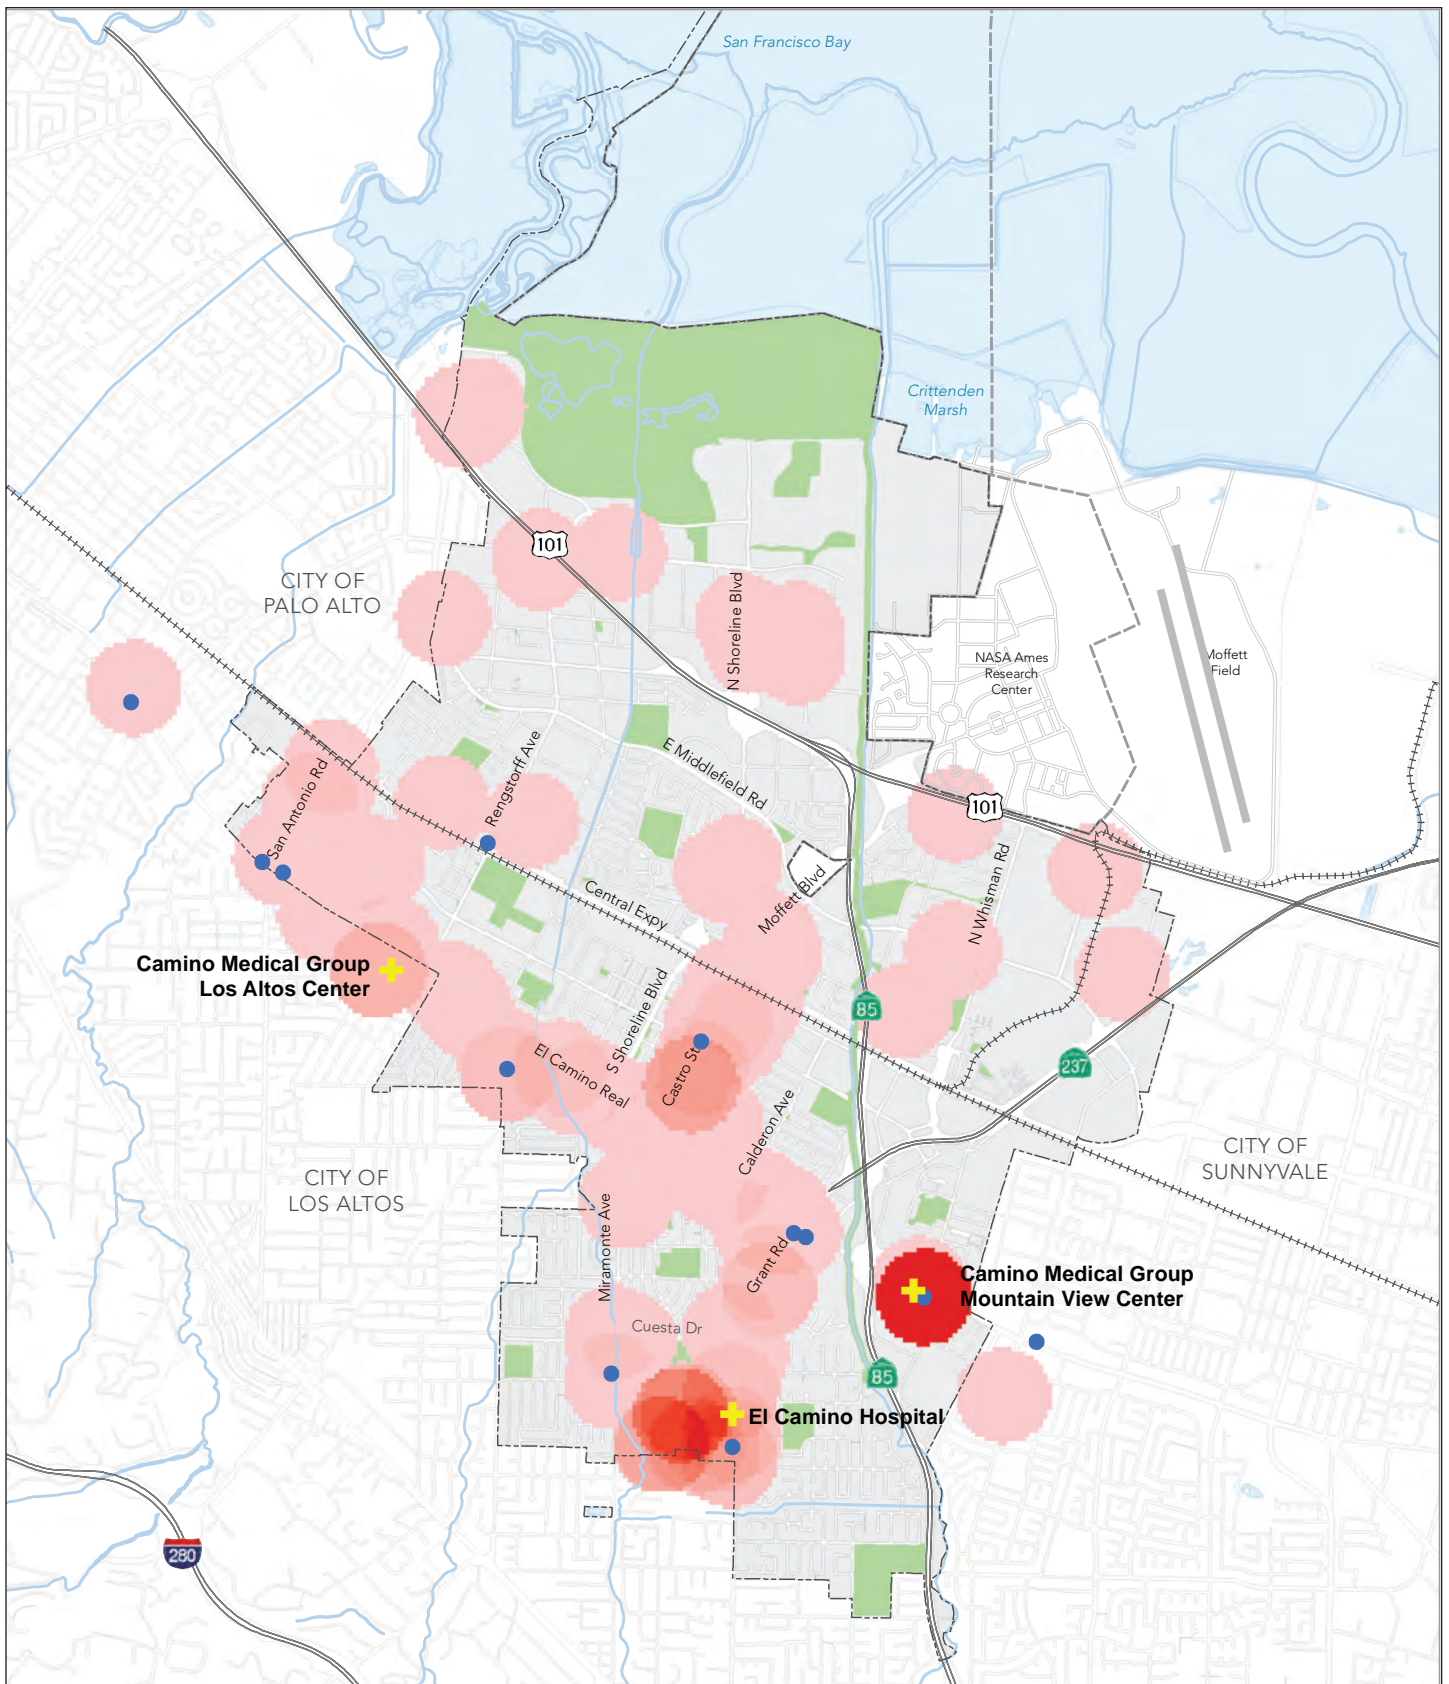 San Francisco Bay
Crittenden
Marsh
101
CITY OF
PALO ALTO
N Shoreline Blvd
NASA Ames
Research
Center
Moffett
Field
E Middlefield Rd
Rengstorff Ave
San Antonio Rd
101
N Whisman Rd
Moffett Blvd
Central Expy
Camino Medical Group
Los Altos Center
S Shoreline Blvd
85
El Camino Real
Castro St
237
Calderon Ave
CITY OF
SUNNYVALE
CITY OF
LOS ALTOS
Miramonte Ave
Grant Rd
Camino Medical Group
Mountain View Center
Cuesta Dr
85
El Camino Hospital
280